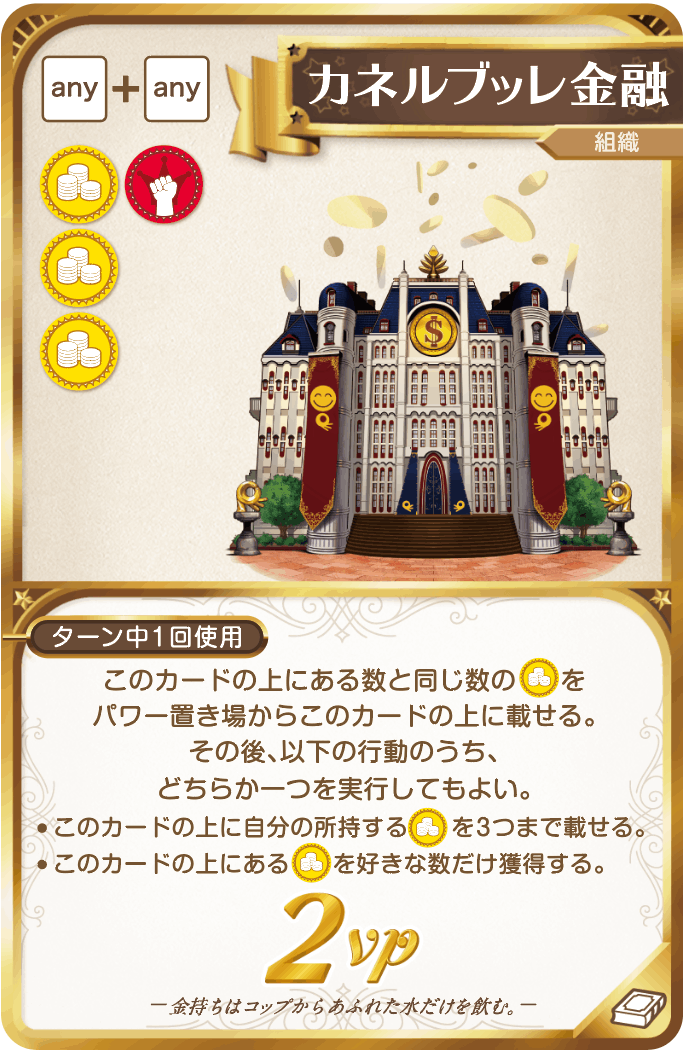 any + any
カネルブッレ金融
組織
$
ターン中1回使用
このカードの上にある数と同じ数のを
パワー置き場からこのカードの上に載せる。
その後、以下の行動のうち、
どちらか一つを実行してもよい。
•このカードの上に自分の所持するを3つまで載せる。
•このカードの上にあるを好きな数だけ獲得する。
2vp
―金持ちはコップからあふれた水だけを飲む。―